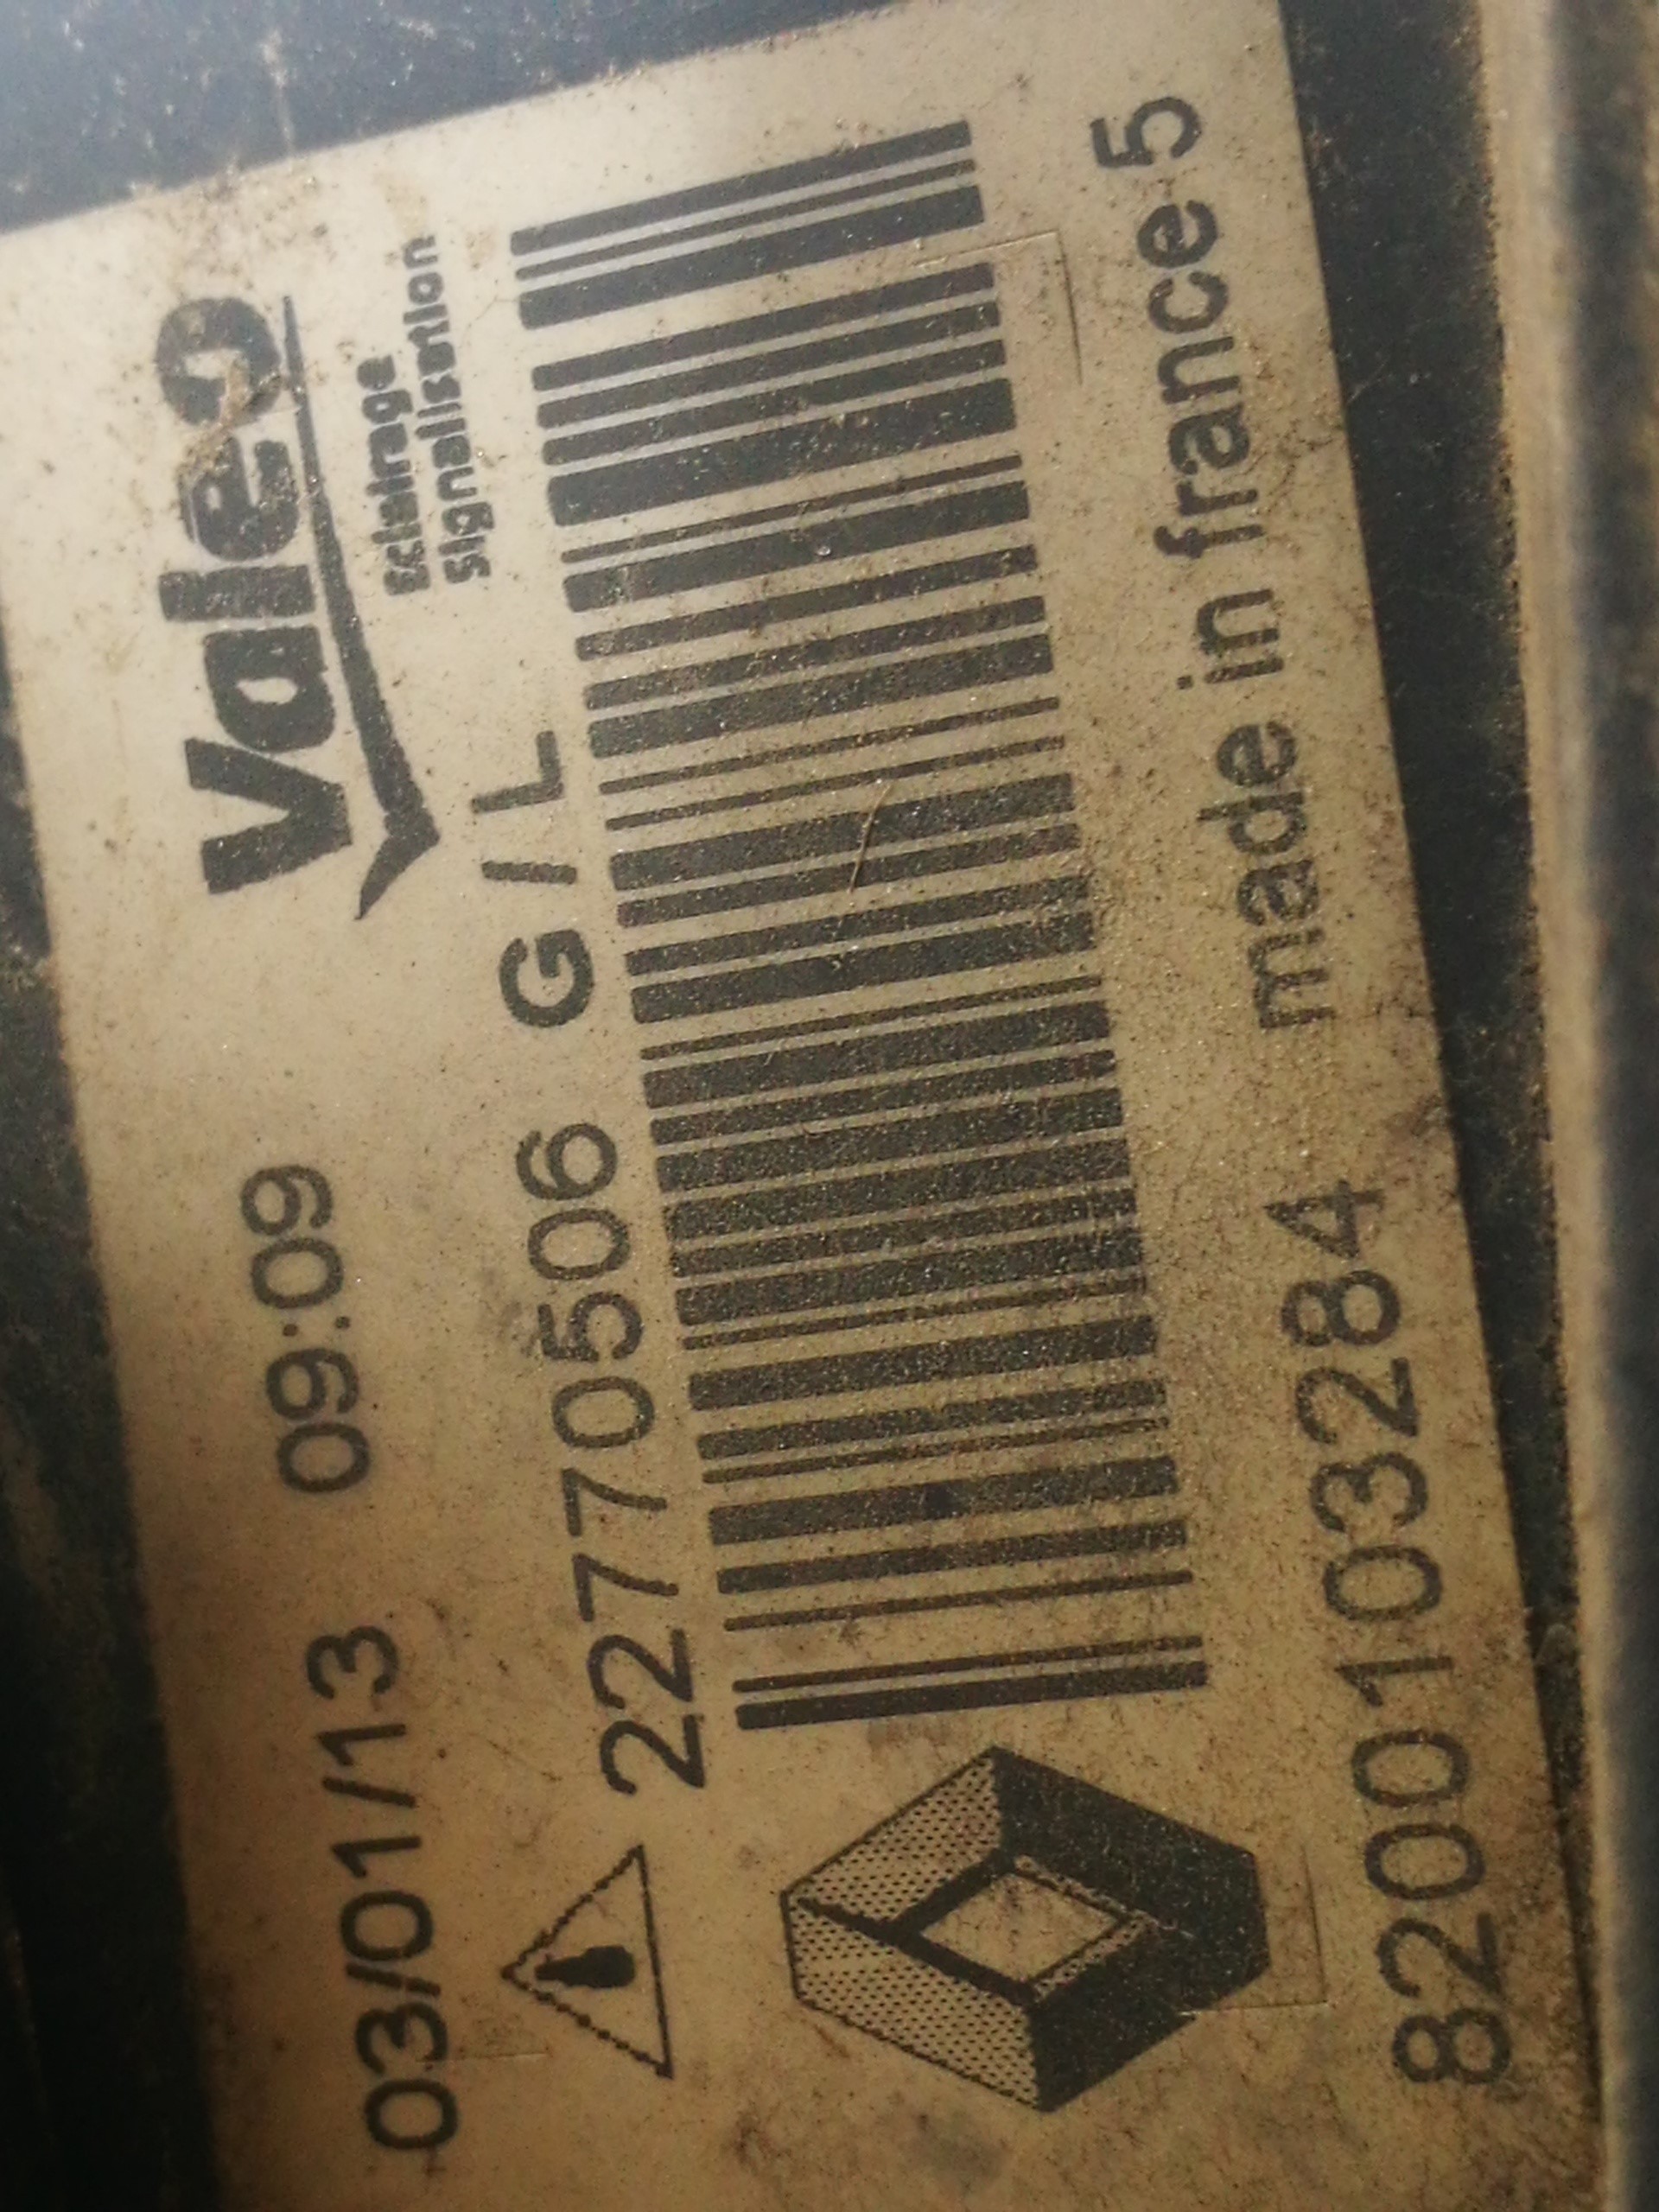 03/01/13 09:09
Valeo
Eclairage
Signalisation
22770506 G/L
8200103284 made in france 5